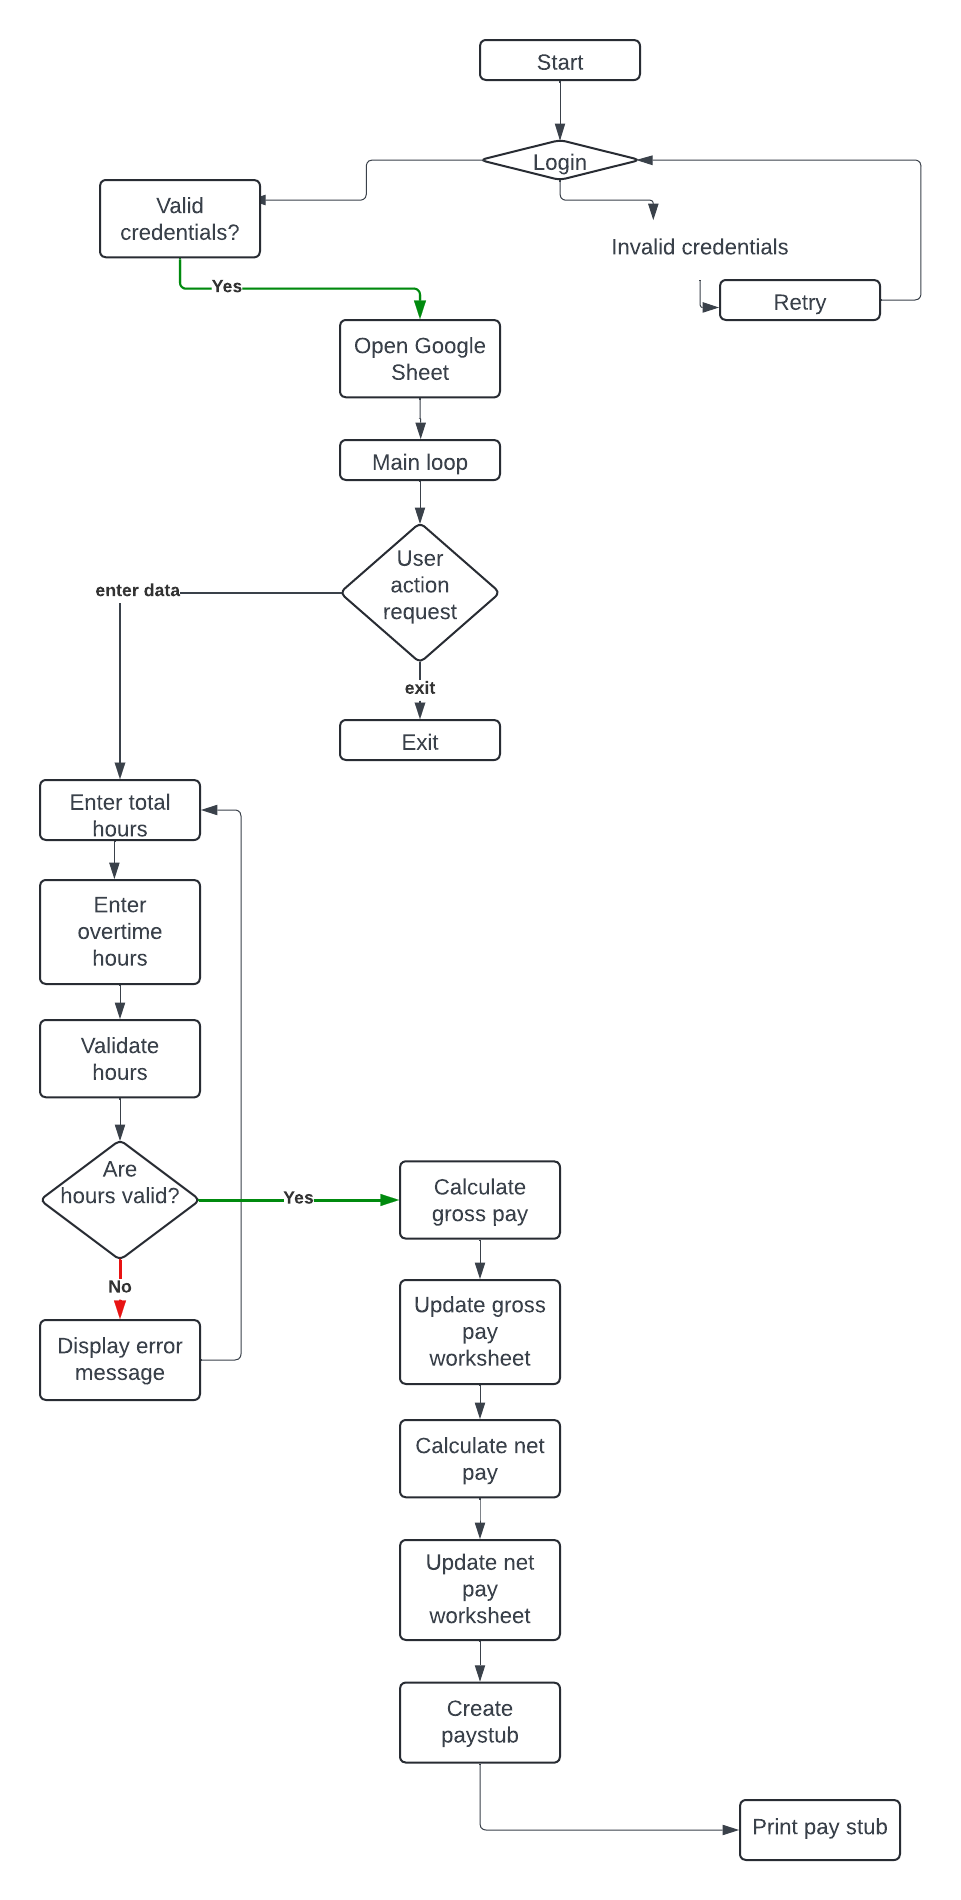 Start
Login
Valid
credentials?
Invalid credentials
Yes
Retry
Open Google
Sheet
Main loop
User
action
request
enter data
exit
Exit
Enter total
hours
Enter
overtime
hours
Validate
hours
Are
hours valid?
Yes
No
Display error
message
Calculate
gross pay
Update gross
pay
worksheet
Calculate net
pay
Update net
pay
worksheet
Create
paystub
Print pay stub